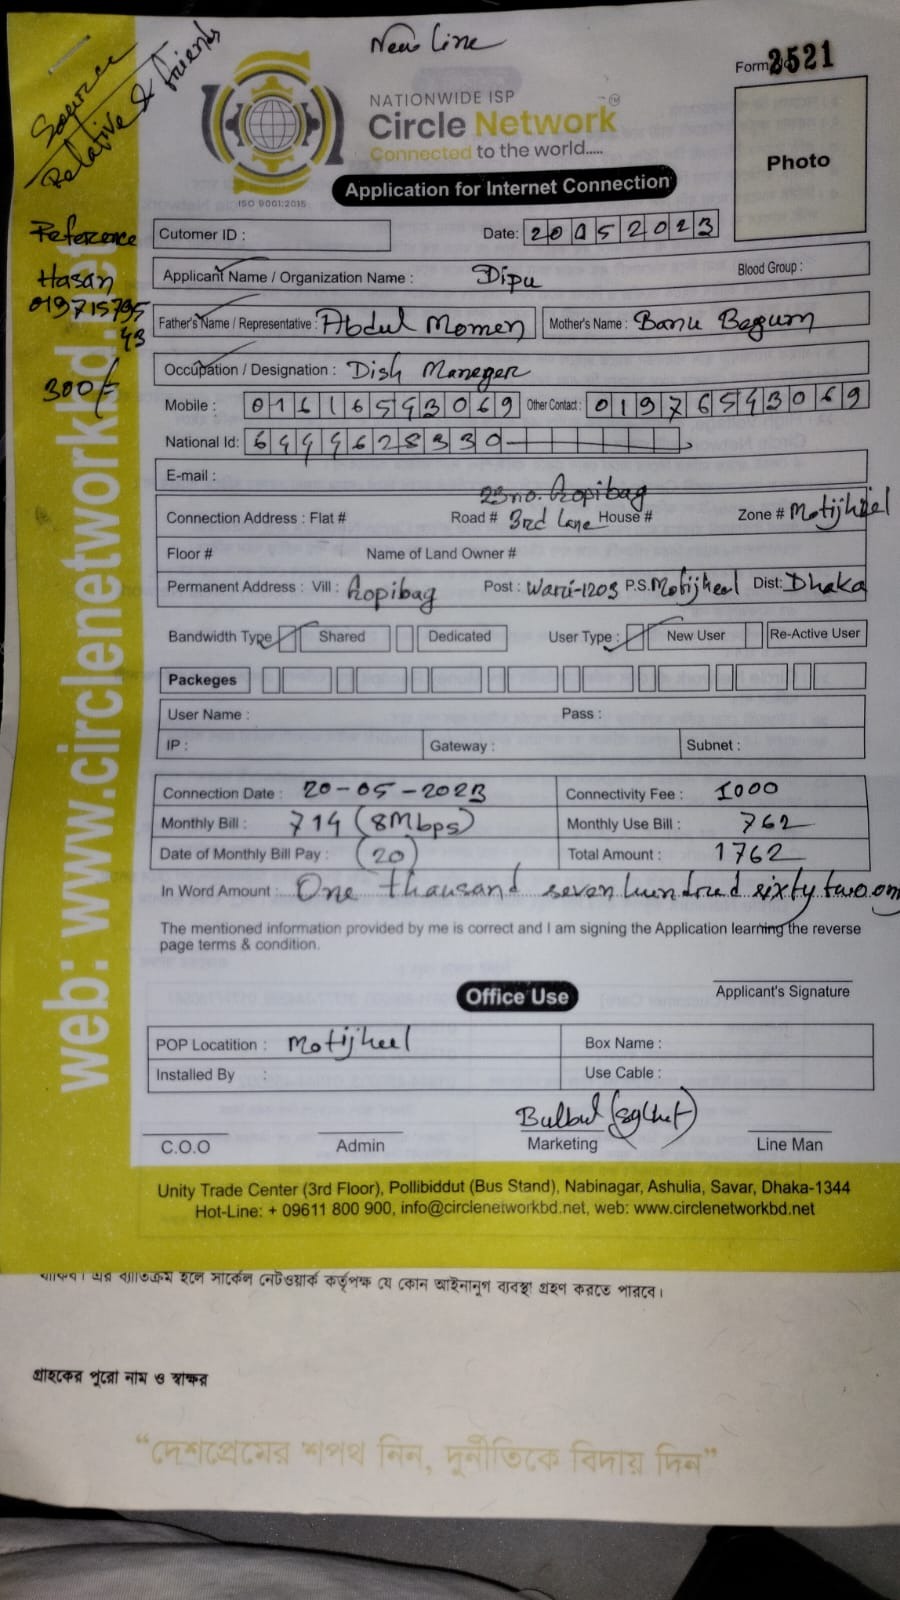 New Line
Source
Relative & friends
Form No 2521
NATIONWIDE ISP
Circle Network
TM
Connected to the world.....
ISO 9001:2015
Application for Internet Connection
Photo
Reference
Hasan
019715795
43
300/-
web: www.circlenetworkbd.net
Cutomer ID :
Date: 20052023
Applicant Name / Organization Name : Dipu
Blood Group :
Father's Name / Representative : Abdul Momen
Mother's Name : Banu Begum
Occupation / Designation : Dish Maneger
Mobile : 01616593069 Other Contact : 01976593069
National Id:
E-mail :
23 no. Gopibag
Connection Address : Flat # Road # 3rd Lane House # Zone # Motijheel
Floor # Name of Land Owner #
Permanent Address : Vill : Gopibag Post : Warri-1203 P.S. Motijheel Dist: Dhaka
Bandwidth Type Shared Dedicated User Type : New User Re-Active User
Packeges
User Name : Pass :
IP : Gateway : Subnet :
Connection Date : 20-05-2023 Connectivity Fee : 1000
Monthly Bill : 714 (8Mbps) Monthly Use Bill : 762
Date of Monthly Bill Pay : (20) Total Amount : 1762
In Word Amount : One thausand seven hundred sixty two
The mentioned information provided by me is correct and I am signing the Application learning the reverse
page terms & condition.
Applicant's Signature
Office Use
POP Locatition : Motijheel Box Name :
Installed By : Use Cable :
Bulbul
C.O.O Admin Marketing Line Man
Unity Trade Center (3rd Floor), Pollibiddut (Bus Stand), Nabinagar, Ashulia, Savar, Dhaka-1344
Hot-Line: + 09611 800 900, info@circlenetworkbd.net, web: www.circlenetworkbd.net
থাকিব। এর ব্যতিক্রম হলে সার্কেল নেটওয়ার্ক কর্তৃপক্ষ যে কোন আইনানুগ ব্যবস্থা গ্রহণ করতে পারবে।
গ্রাহকের পুরো নাম ও স্বাক্ষর
“দেশপ্রেমের শপথ নিন, দুর্নীতিকে বিদায় দিন”